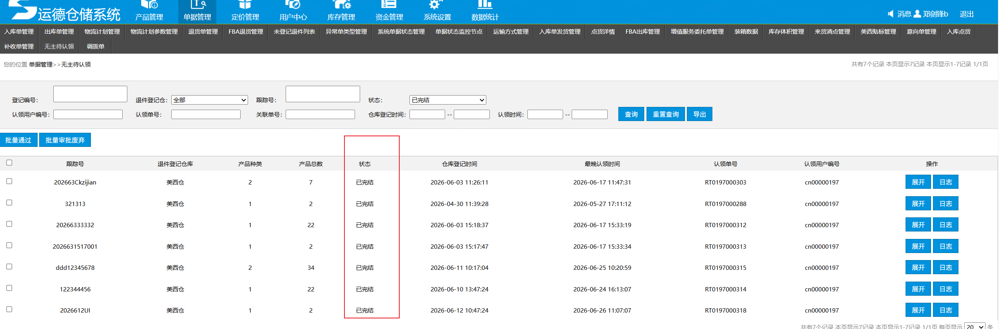 运德仓储系统
产品管理 单据管理 定价管理 用户中心 库存管理 资金管理 系统设置 数据统计 消息 郑剑锋b 退出
入库单管理 出库单管理 物流计划管理 物流计划参数管理 退货单管理 FBA退货管理 未登记退件列表 异常单类型管理 系统单据状态管理 单据状态监控节点 运输方式管理 入库单发货管理 点货详情 FBA出库管理 增值服务委托单管理 装箱数据 库存体积管理 来货清点管理 美西贴标管理 意向单管理 入库点货
补收单管理 无主待认领 调拨单
您的位置 单据管理>>无主待认领 共有7个记录 本页显示7记录 本页显示1-7记录 1/1页
登记编号： 退件登记仓： 全部 跟踪号： 状态： 已完结
认领用户编号： 认领单号： 关联单号： 仓库登记时间： -- 认领时间： -- 查询 重置查询 导出
批量通过 批量审批废弃
跟踪号 退件登记仓库 产品种类 产品总数 状态 仓库登记时间 最晚认领时间 认领单号 认领用户编号 操作
202663Ckzijian 美西仓 2 7 已完结 2026-06-03 11:26:11 2026-06-17 11:47:31 RT0197000303 cn00000197 展开 日志
321313 美西仓 1 2 已完结 2026-04-30 11:39:28 2026-05-27 17:11:12 RT0197000288 cn00000197 展开 日志
20266333332 美西仓 1 22 已完结 2026-06-03 15:18:37 2026-06-17 15:33:19 RT0197000312 cn00000197 展开 日志
2026631517001 美西仓 1 2 已完结 2026-06-03 15:17:47 2026-06-17 15:33:34 RT0197000313 cn00000197 展开 日志
ddd12345678 美西仓 2 34 已完结 2026-06-11 10:17:04 2026-06-25 10:20:59 RT0197000315 cn00000197 展开 日志
122344456 美西仓 1 22 已完结 2026-06-10 13:47:24 2026-06-24 16:13:07 RT0197000314 cn00000197 展开 日志
2026612UI 美西仓 1 2 已完结 2026-06-12 10:47:24 2026-06-26 11:07:07 RT0197000318 cn00000197 展开 日志
共有7个记录 本页显示7记录 本页显示1-7记录 1/1页 每页显示 20 条